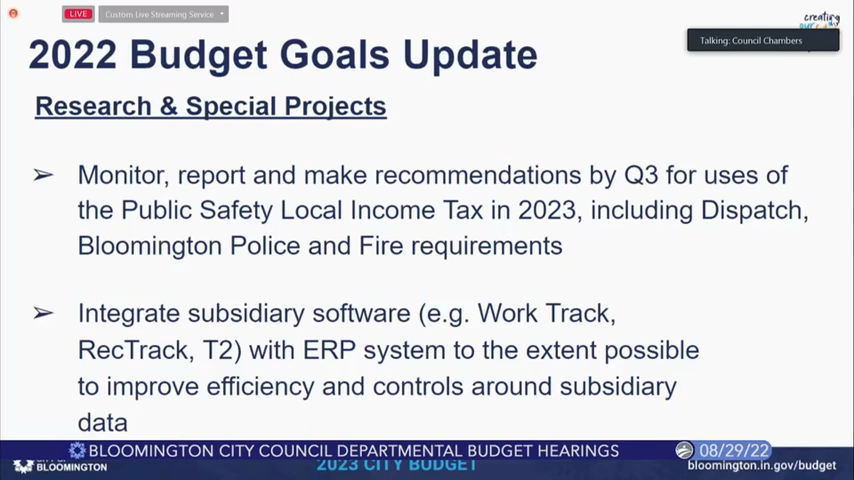 LIVE
Custom Live Streaming Service
creating
Talking: Council Chambers
2022 Budget Goals Update
Research & Special Projects
➢ Monitor, report and make recommendations by Q3 for uses of
the Public Safety Local Income Tax in 2023, including Dispatch,
Bloomington Police and Fire requirements
➢ Integrate subsidiary software (e.g. Work Track,
RecTrack, T2) with ERP system to the extent possible
to improve efficiency and controls around subsidiary
data
BLOOMINGTON CITY COUNCIL DEPARTMENTAL BUDGET HEARINGS
08/29/22
BLOOMINGTON
2023 CITY BUDGET
bloomington.in.gov/budget